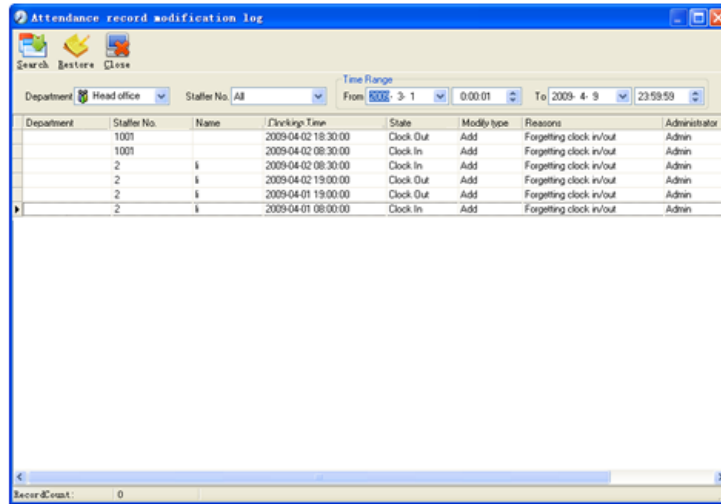 Attendance record modification log
Search Restore Close
Time Range
Department Head office Staffer No. All From 2002- 3- 1 0:00:01 To 2009- 4- 9 23:59:59
Department Staffer No. Name Clocking Time State Modify type Reasons Administrator
1001 2009-04-02 18:30:00 Clock Out Add Forgetting clock in/out Admin
1001 2009-04-02 08:30:00 Clock In Add Forgetting clock in/out Admin
2 li 2009-04-02 08:30:00 Clock In Add Forgetting clock in/out Admin
2 li 2009-04-02 19:00:00 Clock Out Add Forgetting clock in/out Admin
2 li 2009-04-01 19:00:00 Clock Out Add Forgetting clock in/out Admin
2 li 2009-04-01 08:00:00 Clock In Add Forgetting clock in/out Admin
RecordCount: 0